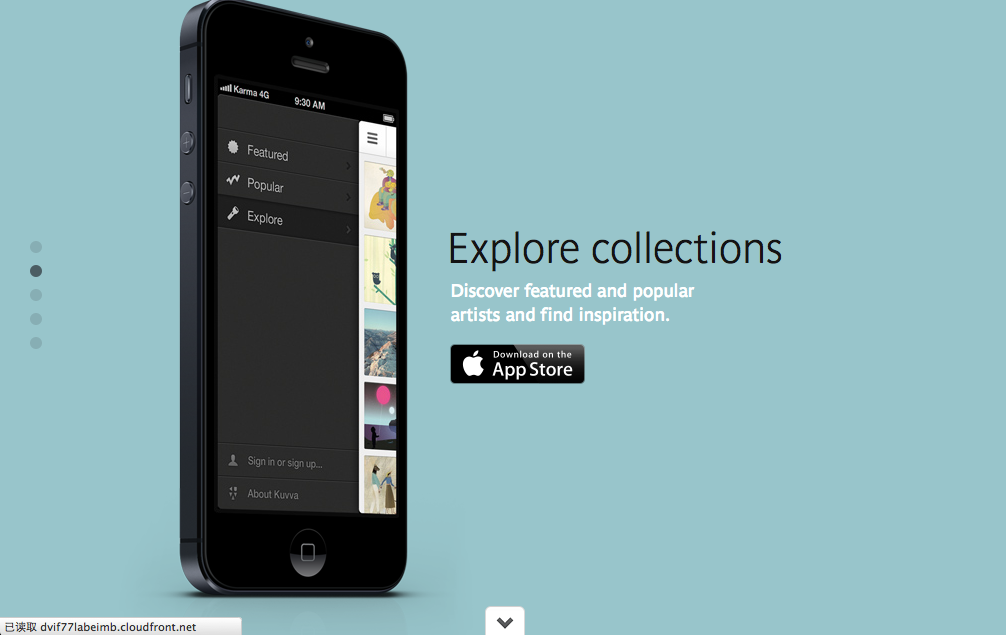 Karma 4G
9:30 AM
Featured
Popular
Explore
Sign in or sign up...
About Kuvva
Explore collections
Discover featured and popular
artists and find inspiration.
Download on the
App Store
已读取 dvif77labeimb.cloudfront.net